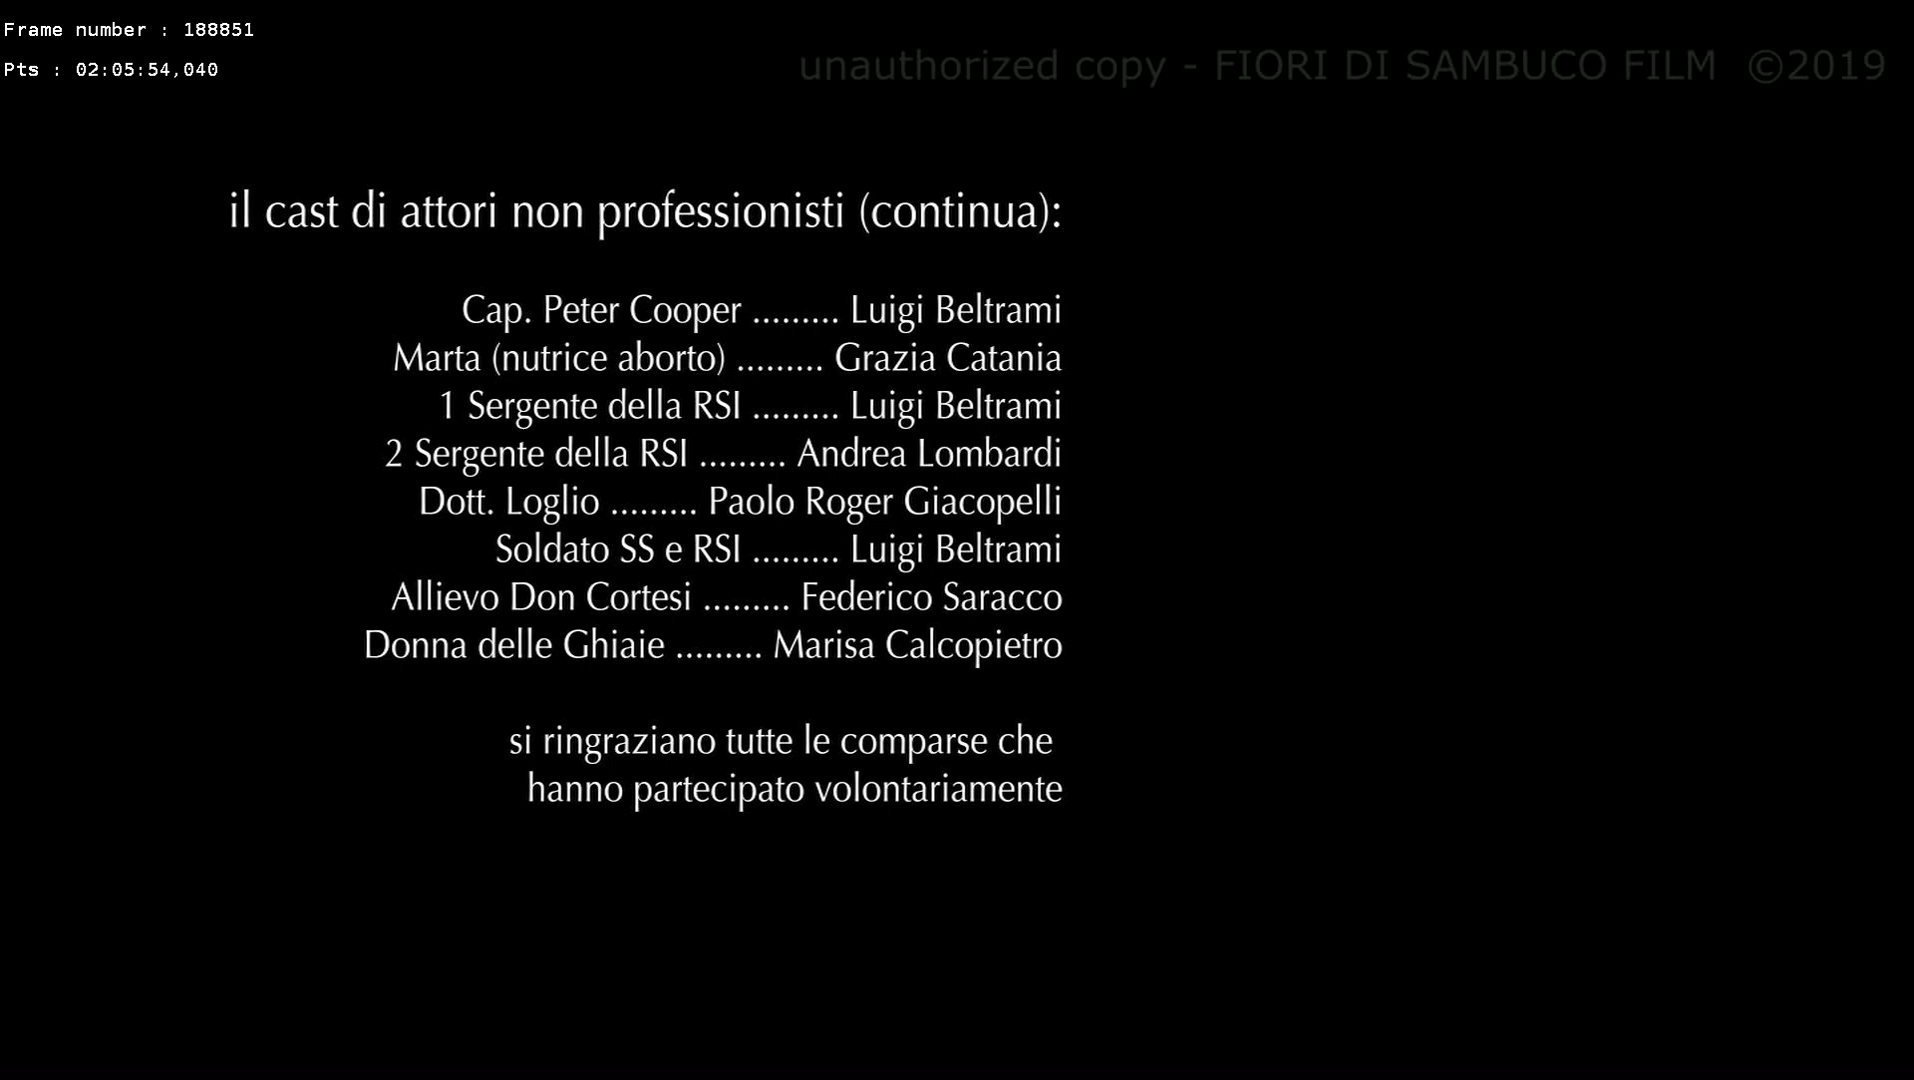 Frame number : 188851
Pts : 02:05:54,040
unauthorized copy - FIORI DI SAMBUCO FILM ©2019
il cast di attori non professionisti (continua):
Cap. Peter Cooper ......... Luigi Beltrami
Marta (nutrice aborto) ......... Grazia Catania
1 Sergente della RSI ......... Luigi Beltrami
2 Sergente della RSI ......... Andrea Lombardi
Dott. Loglio ......... Paolo Roger Giacopelli
Soldato SS e RSI ......... Luigi Beltrami
Allievo Don Cortesi ......... Federico Saracco
Donna delle Ghiaie ......... Marisa Calcopietro
si ringraziano tutte le comparse che
hanno partecipato volontariamente